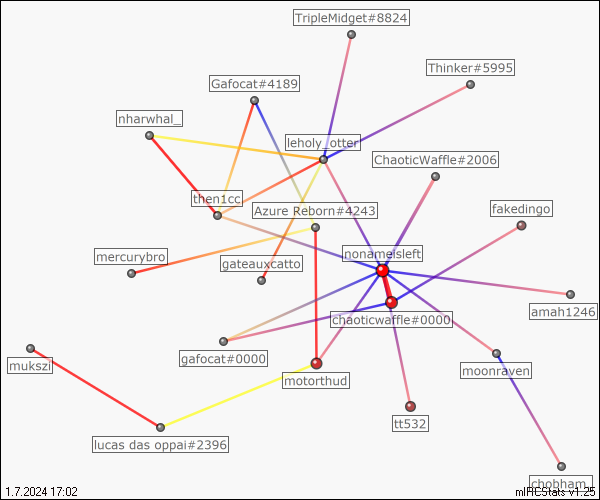 TripleMidget#8824
Thinker#5995
Gafocat#4189
nharwhal_
leholy_otter
ChaoticWaffle#2006
then1cc
Azure Reborn#4243
fakedingo
nonameisleft
mercurybro
gateauxcatto
amah1246
chaoticwaffle#0000
gafocat#0000
mukszi
motorthud
moonraven
tt532
lucas das oppai#2396
chobham_
1.7.2024 17:02
mIRCStats v1.25